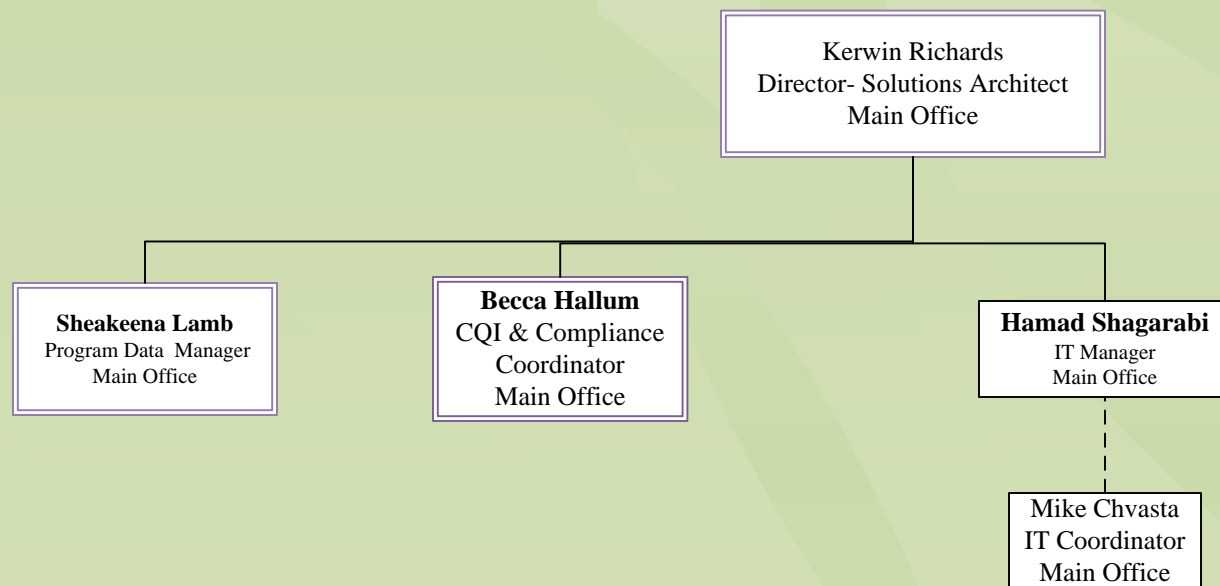 Kerwin Richards
Director- Solutions Architect
Main Office
Sheakeena Lamb
Program Data  Manager
Main Office
Becca Hallum
CQI & Compliance
Coordinator
Main Office
Hamad Shagarabi
IT Manager
Main Office
Mike Chvasta
IT Coordinator
Main Office